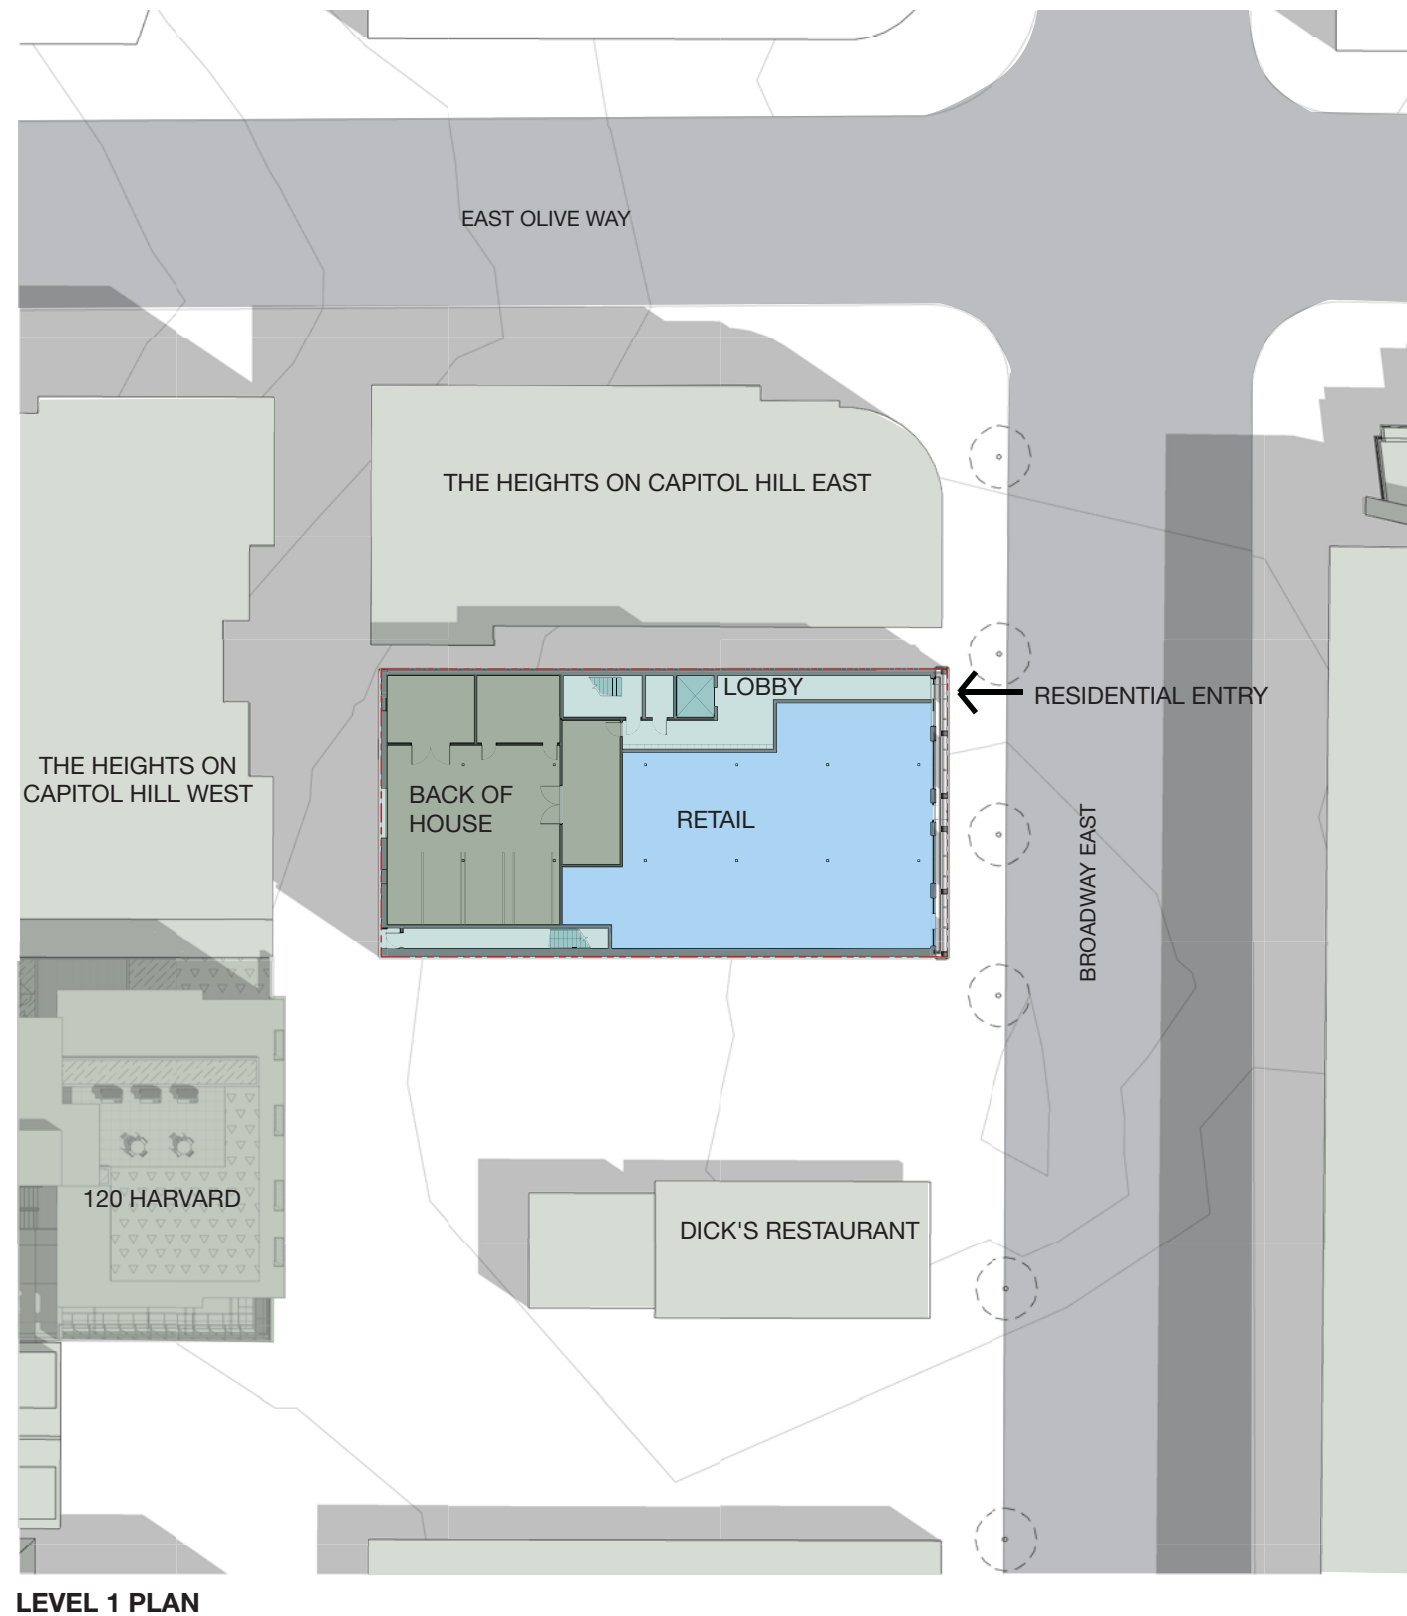 EAST OLIVE WAY
THE HEIGHTS ON CAPITOL HILL EAST
LOBBY
RESIDENTIAL ENTRY
THE HEIGHTS ON
CAPITOL HILL WEST
BACK OF
HOUSE
RETAIL
BROADWAY EAST
120 HARVARD
DICK'S RESTAURANT
LEVEL 1 PLAN